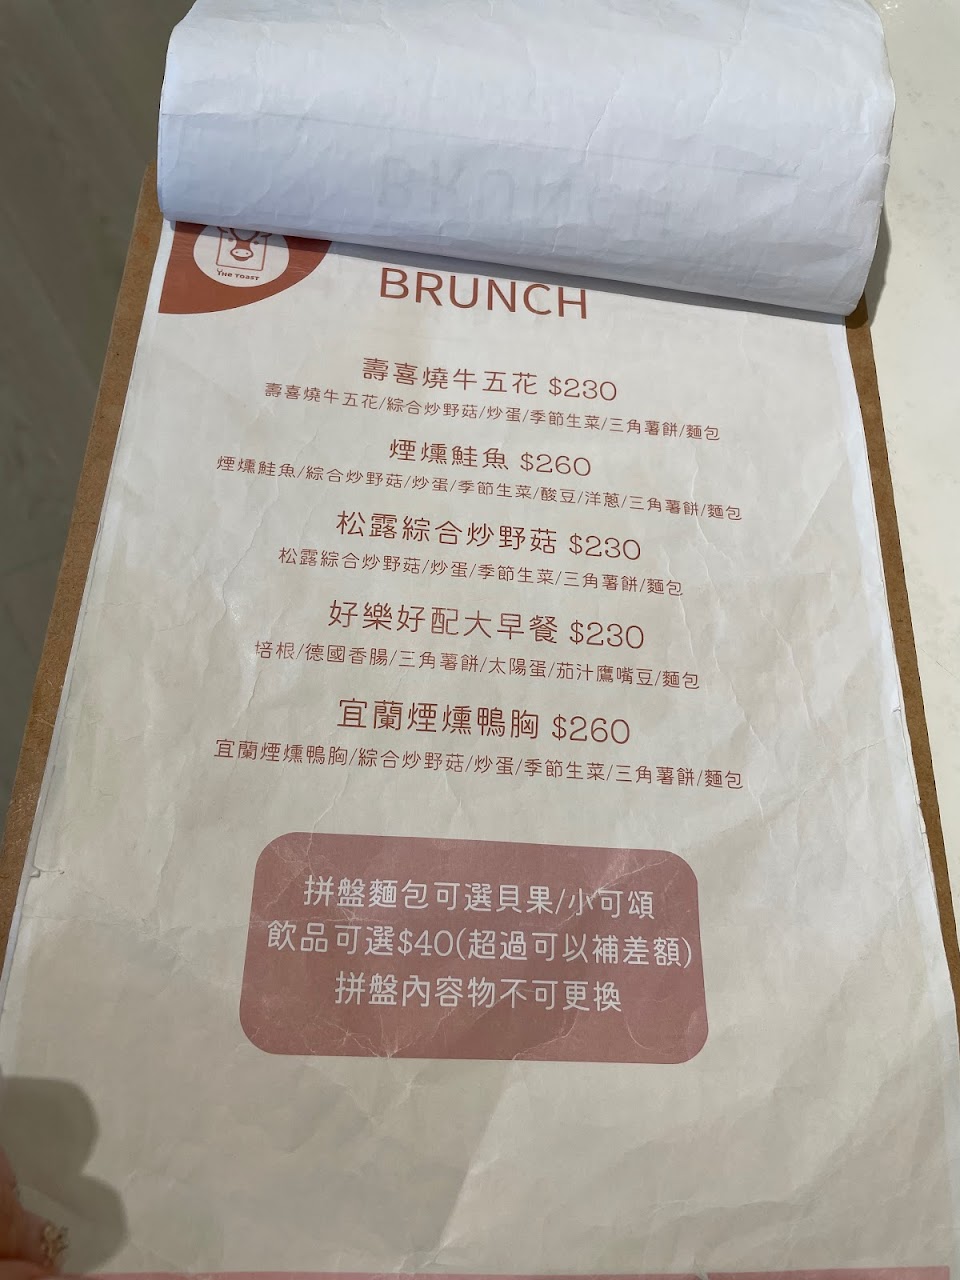 BRUNCH
THE TOAST
BRUNCH
壽喜燒牛五花 $230
壽喜燒牛五花/綜合炒野菇/炒蛋/季節生菜/三角薯餅/麵包
煙燻鮭魚 $260
煙燻鮭魚/綜合炒野菇/炒蛋/季節生菜/酸豆/洋蔥/三角薯餅/麵包
松露綜合炒野菇 $230
松露綜合炒野菇/炒蛋/季節生菜/三角薯餅/麵包
好樂好配大早餐 $230
培根/德國香腸/三角薯餅/太陽蛋/茄汁鷹嘴豆/麵包
宜蘭煙燻鴨胸 $260
宜蘭煙燻鴨胸/綜合炒野菇/炒蛋/季節生菜/三角薯餅/麵包
拼盤麵包可選貝果/小可頌
飲品可選$40(超過可以補差額)
拼盤內容物不可更換